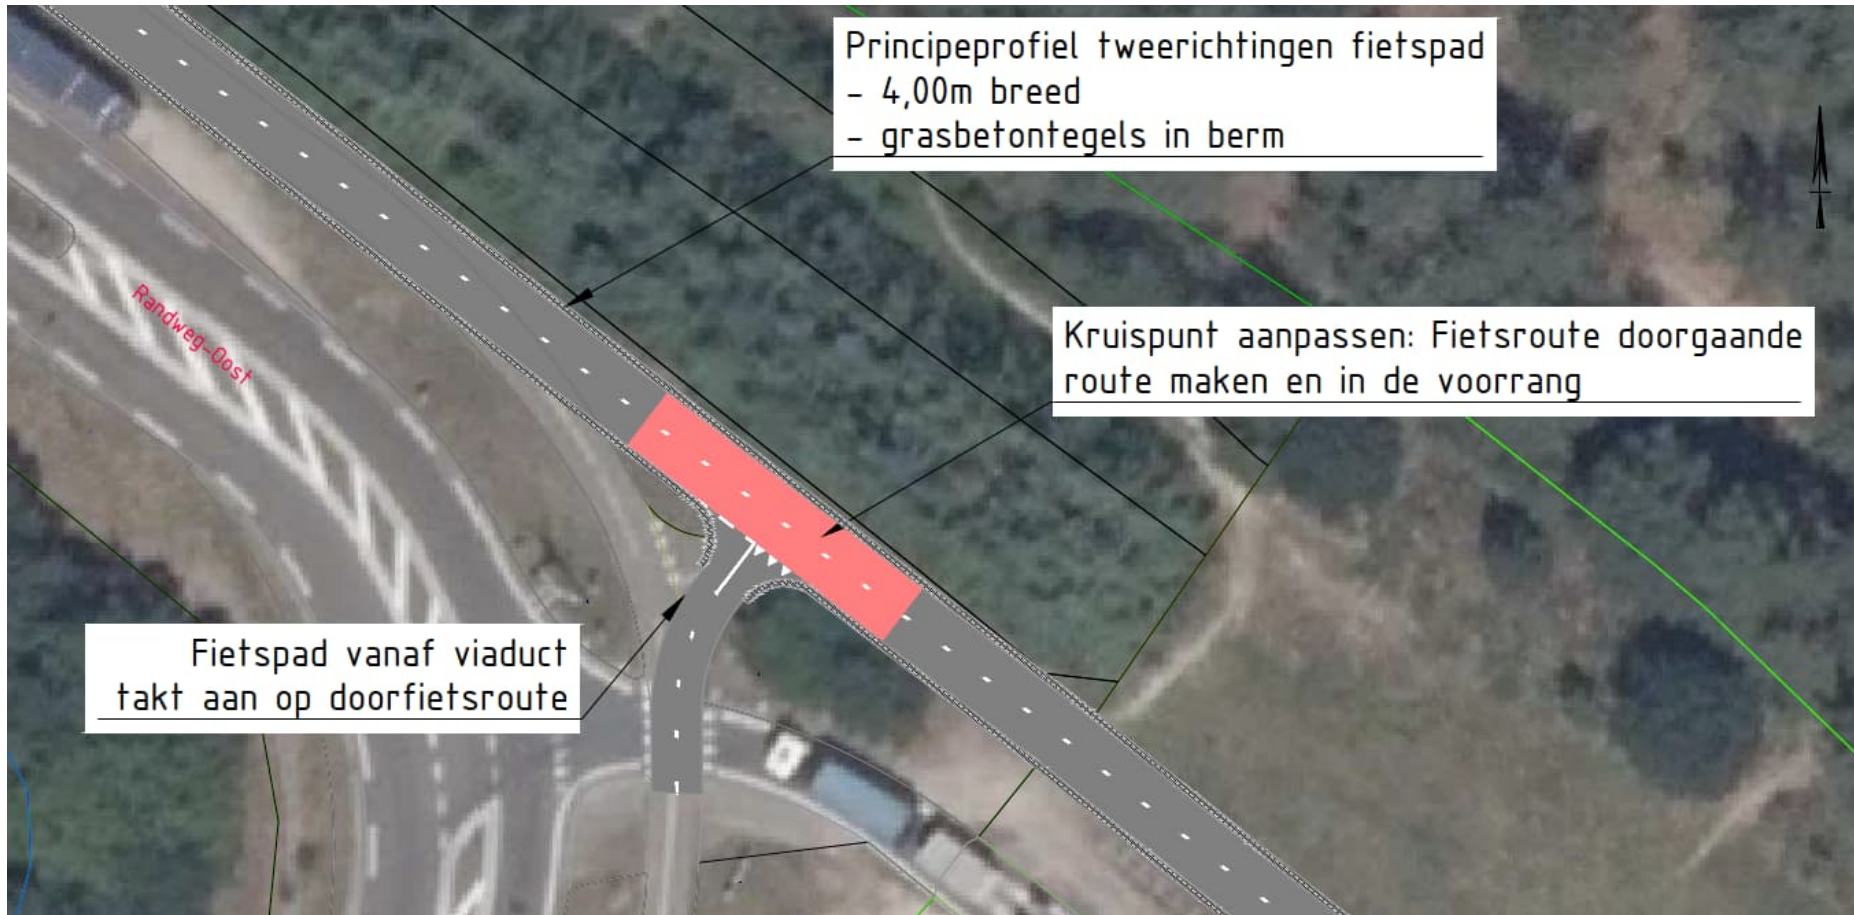 Principeprofiel tweerichtingen fietspad
- 4,00m breed
- grasbetontegels in berm
Randweg-Oost
Kruispunt aanpassen: Fietsroute doorgaande
route maken en in de voorrang
Fietspad vanaf viaduct
takt aan op doorfietsroute